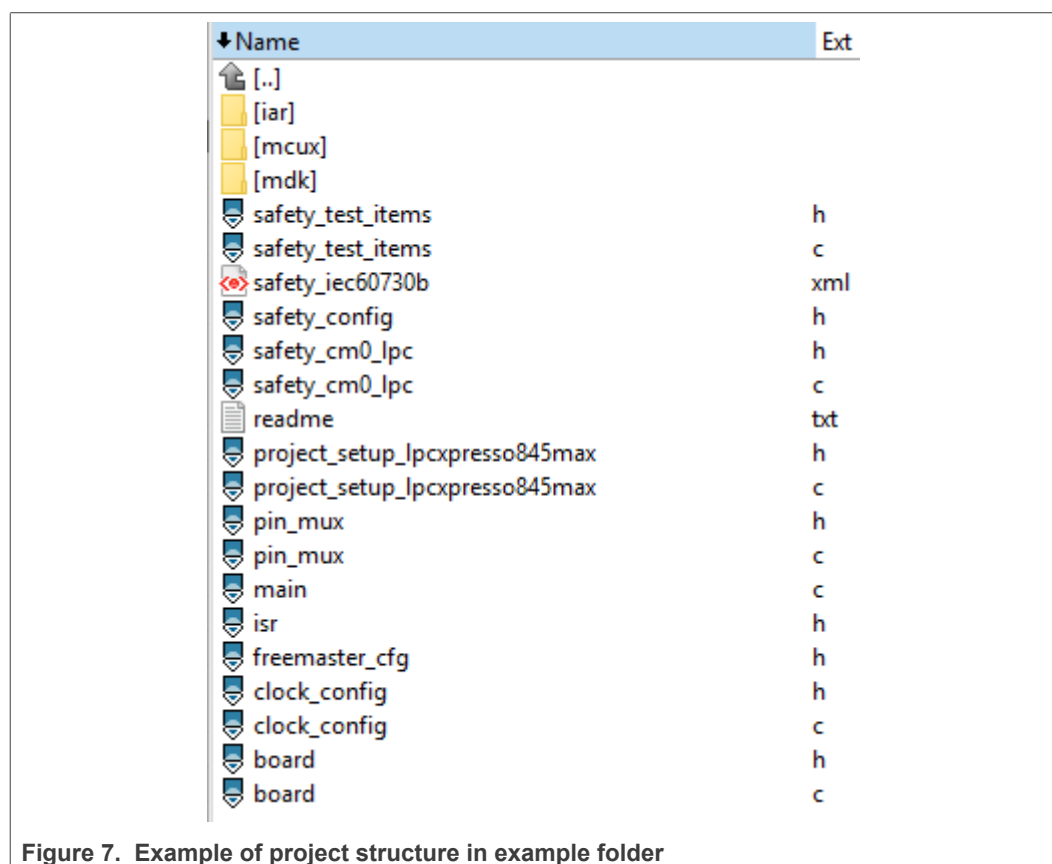 Name Ext
[..]
[iar]
[mcux]
[mdk]
safety_test_items h
safety_test_items c
safety_iec60730b xml
safety_config h
safety_cm0_lpc h
safety_cm0_lpc c
readme txt
project_setup_lpcxpresso845max h
project_setup_lpcxpresso845max c
pin_mux h
pin_mux c
main c
isr h
freemaster_cfg h
clock_config h
clock_config c
board h
board c
Figure 7. Example of project structure in example folder